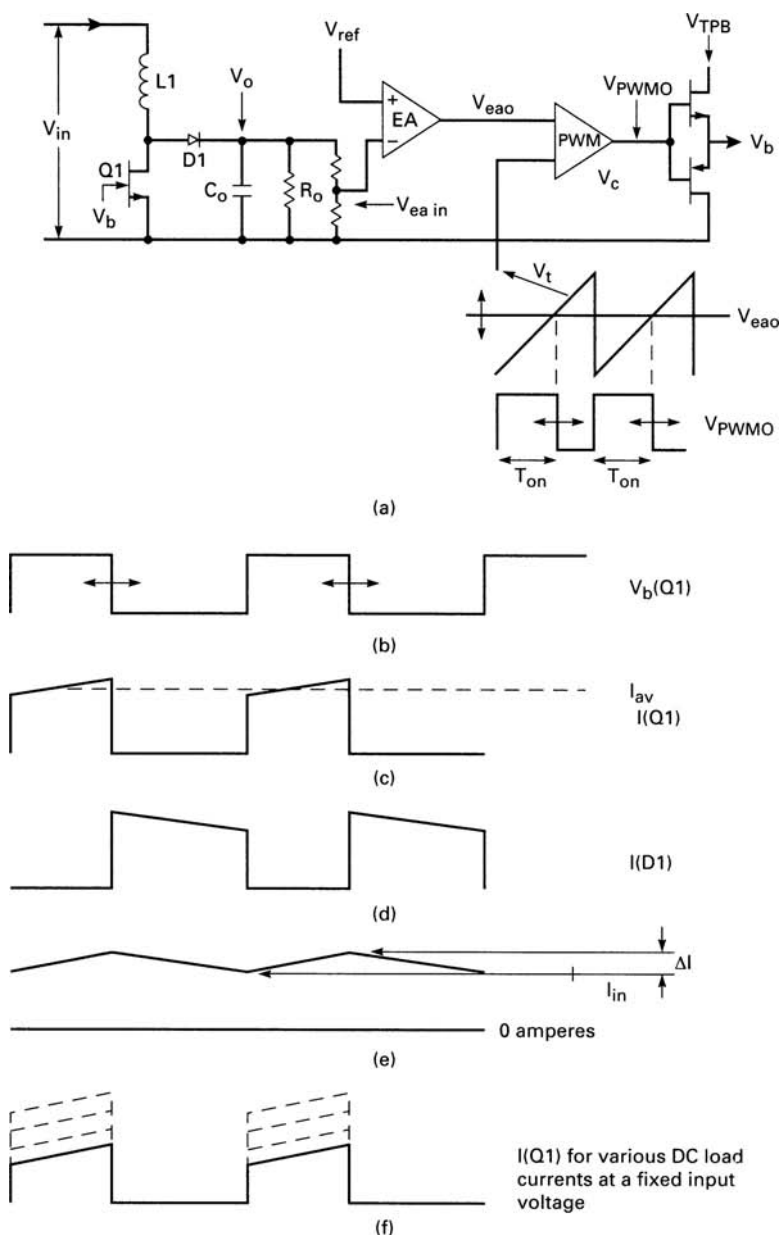 V_ref
V_TPB
L1
V_o
V_PWMO
V_in
+
EA
−
V_eao
PWM
V_b
D1
Q1
C_o
R_o
V_c
V_b
V_ea in
V_t
V_eao
V_PWMO
T_on
T_on
(a)
V_b(Q1)
(b)
I_av
I(Q1)
(c)
I(D1)
(d)
ΔI
I_in
0 amperes
(e)
I(Q1) for various DC load
currents at a fixed input
voltage
(f)